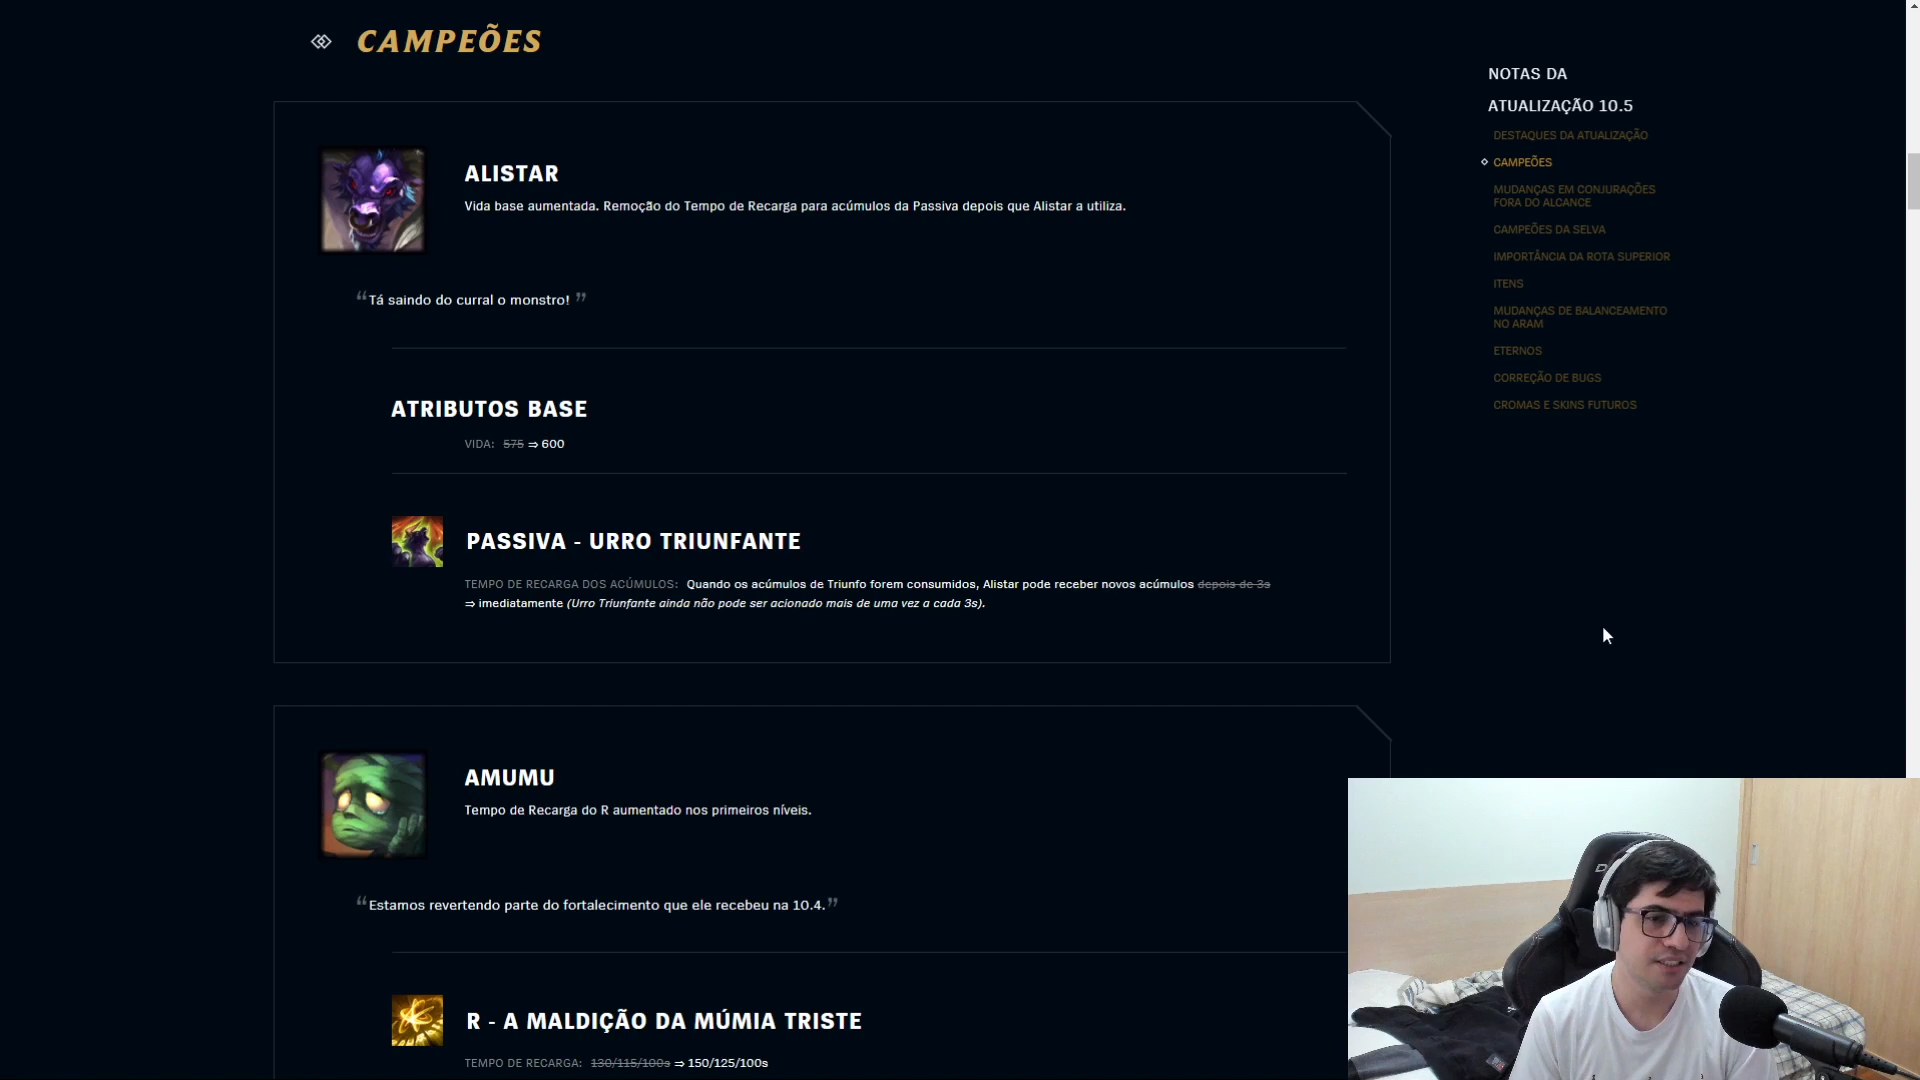 CAMPEÕES
NOTAS DA
ATUALIZAÇÃO 10.5
DESTAQUES DA ATUALIZAÇÃO
CAMPEÕES
MUDANÇAS EM CONJURAÇÕES
FORA DO ALCANCE
CAMPEÕES DA SELVA
IMPORTÂNCIA DA ROTA SUPERIOR
ITENS
MUDANÇAS DE BALANCEAMENTO
NO ARAM
ETERNOS
CORREÇÃO DE BUGS
CROMAS E SKINS FUTUROS
ALISTAR
Vida base aumentada. Remoção do Tempo de Recarga para acúmulos da Passiva depois que Alistar a utiliza.
“Tá saindo do curral o monstro! ”
ATRIBUTOS BASE
VIDA: 575 ⇒ 600
PASSIVA - URRO TRIUNFANTE
TEMPO DE RECARGA DOS ACÚMULOS: Quando os acúmulos de Triunfo forem consumidos, Alistar pode receber novos acúmulos depois de 3s
⇒ imediatamente (Urro Triunfante ainda não pode ser acionado mais de uma vez a cada 3s).
AMUMU
Tempo de Recarga do R aumentado nos primeiros níveis.
“Estamos revertendo parte do fortalecimento que ele recebeu na 10.4.”
R - A MALDIÇÃO DA MÚMIA TRISTE
TEMPO DE RECARGA: 130/115/100s ⇒ 150/125/100s